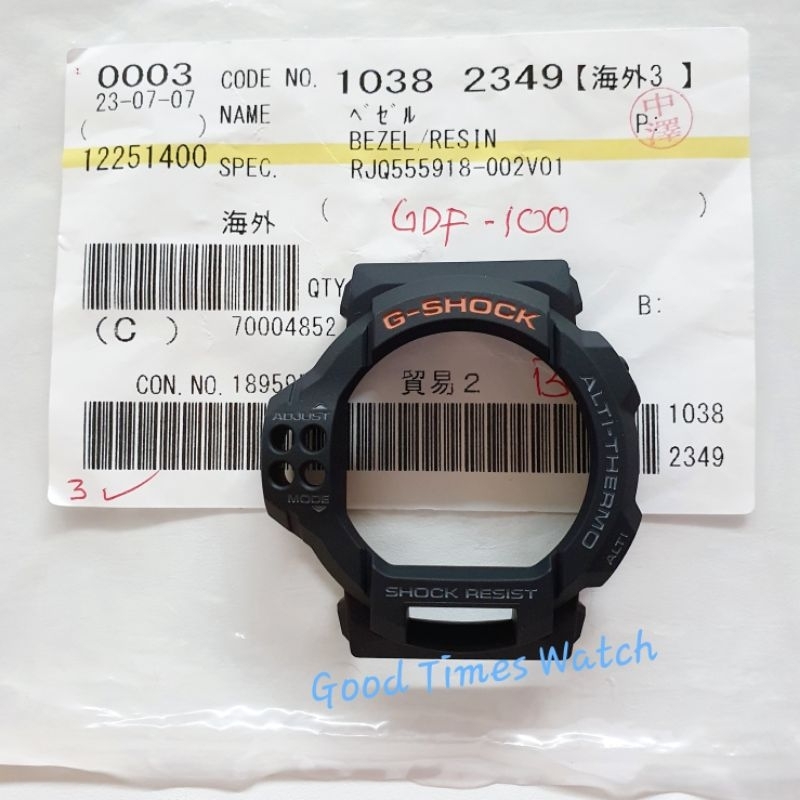 0003 CODE NO. 1038 2349【海外3 】
23-07-07 NAME ベゼル P:
中澤
( ) BEZEL/RESIN
12251400 SPEC. RJQ555918-002V01
海外 ( GDF-100 )
QTY B:
(C ) 70004852
CON.NO. 18959 貿易2
1038
2349
3
G-SHOCK
ADJUST
MODE
ALTI-THERMO
ALTI
SHOCK RESIST
Good Times Watch